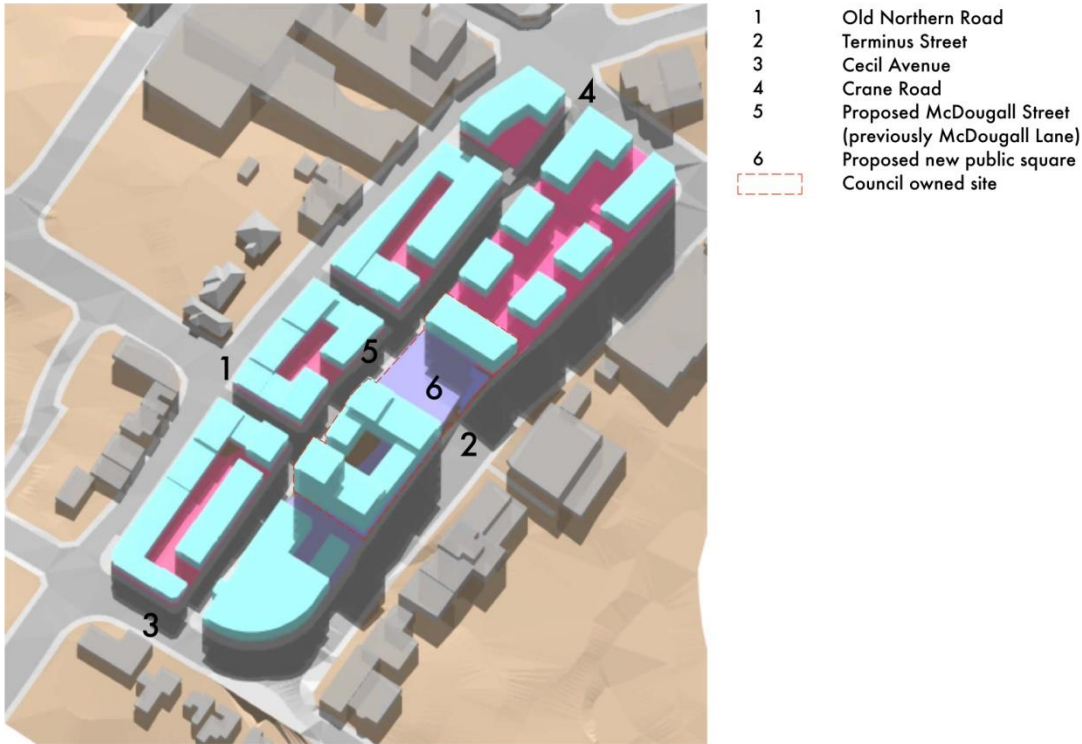 1 Old Northern Road
2 Terminus Street
3 Cecil Avenue
4 Crane Road
5 Proposed McDougall Street
(previously McDougall Lane)
6 Proposed new public square
Council owned site
4
1
5
6
2
3